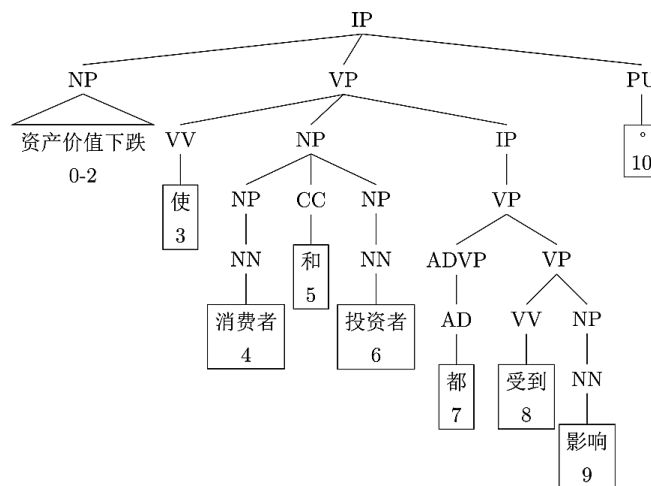 IP
NP VP PU
资产价值下跌
0-2
VV NP IP
。
10
使
3
NP CC NP VP
NN 和 NN ADVP VP
5
消费者 投资者 AD VV NP
4 6
都 受到 NN
7 8
影响
9